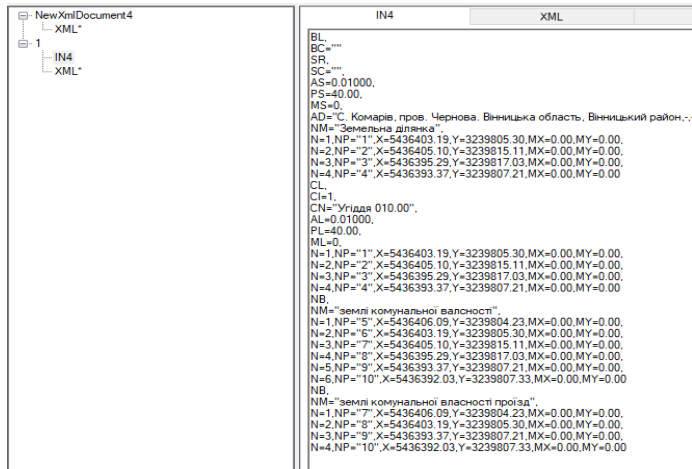 NewXmlDocument4
XML*
1
IN4
XML*
IN4
XML
BL,
BC=""
SR,
SC="",
AS=0.01000,
PS=40.00,
MS=0,
AD="С. Комарів, пров. Чернова. Вінницька область, Вінницький район,-,-
NM="Земельна ділянка",
N=1,NP="1",X=5436403.19,Y=3239805.30,MX=0.00,MY=0.00,
N=2,NP="2",X=5436405.10,Y=3239815.11,MX=0.00,MY=0.00,
N=3,NP="3",X=5436395.29,Y=3239817.03,MX=0.00,MY=0.00,
N=4,NP="4",X=5436393.37,Y=3239807.21,MX=0.00,MY=0.00
CL,
CI=1,
CN="Угіддя 010.00",
AL=0.01000,
PL=40.00,
ML=0,
N=1,NP="1",X=5436403.19,Y=3239805.30,MX=0.00,MY=0.00,
N=2,NP="2",X=5436405.10,Y=3239815.11,MX=0.00,MY=0.00,
N=3,NP="3",X=5436395.29,Y=3239817.03,MX=0.00,MY=0.00,
N=4,NP="4",X=5436393.37,Y=3239807.21,MX=0.00,MY=0.00
NB,
NM="землі комунальної валсності",
N=1,NP="5",X=5436406.09,Y=3239804.23,MX=0.00,MY=0.00,
N=2,NP="6",X=5436403.19,Y=3239805.30,MX=0.00,MY=0.00,
N=3,NP="7",X=5436405.10,Y=3239815.11,MX=0.00,MY=0.00,
N=4,NP="8",X=5436395.29,Y=3239817.03,MX=0.00,MY=0.00,
N=5,NP="9",X=5436393.37,Y=3239807.21,MX=0.00,MY=0.00,
N=6,NP="10",X=5436392.03,Y=3239807.33,MX=0.00,MY=0.00
NB,
NM="землі комунальної власності проїзд",
N=1,NP="7",X=5436406.09,Y=3239804.23,MX=0.00,MY=0.00,
N=2,NP="8",X=5436403.19,Y=3239805.30,MX=0.00,MY=0.00,
N=3,NP="9",X=5436393.37,Y=3239807.21,MX=0.00,MY=0.00,
N=4,NP="10",X=5436392.03,Y=3239807.33,MX=0.00,MY=0.00